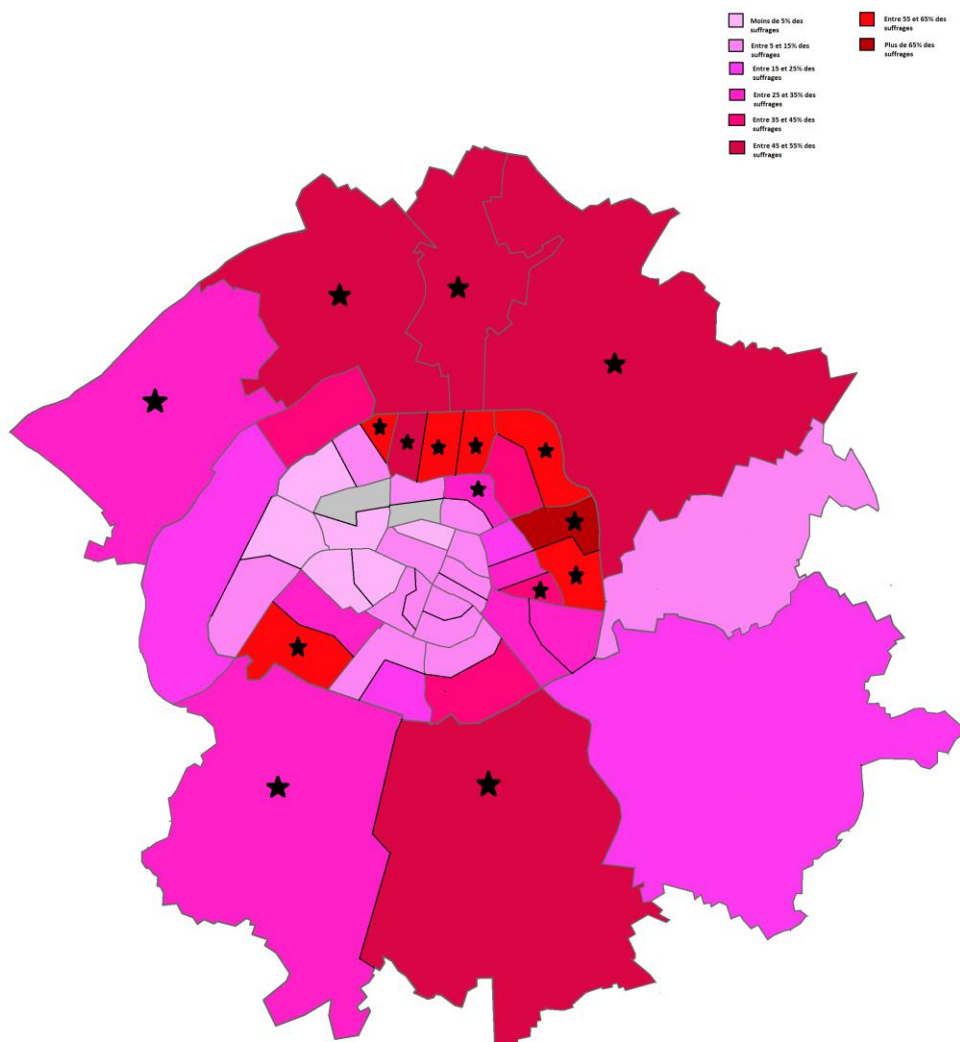 Moins de 5% des
suffrages
Entre 5 et 15% des
suffrages
Entre 15 et 25% des
suffrages
Entre 25 et 35% des
suffrages
Entre 35 et 45% des
suffrages
Entre 45 et 55% des
suffrages
Entre 55 et 65% des
suffrages
Plus de 65% des
suffrages